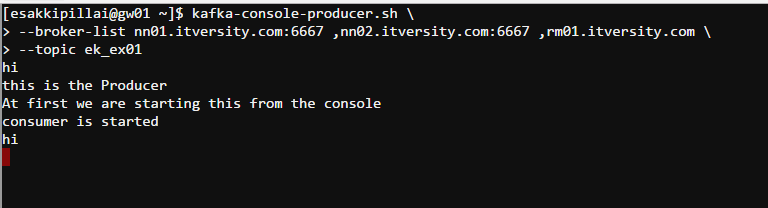 [esakkipillai@gw01 ~]$ kafka-console-producer.sh \
> --broker-list nn01.itversity.com:6667 ,nn02.itversity.com:6667 ,rm01.itversity.com \
> --topic ek_ex01
hi
this is the Producer
At first we are starting this from the console
consumer is started
hi